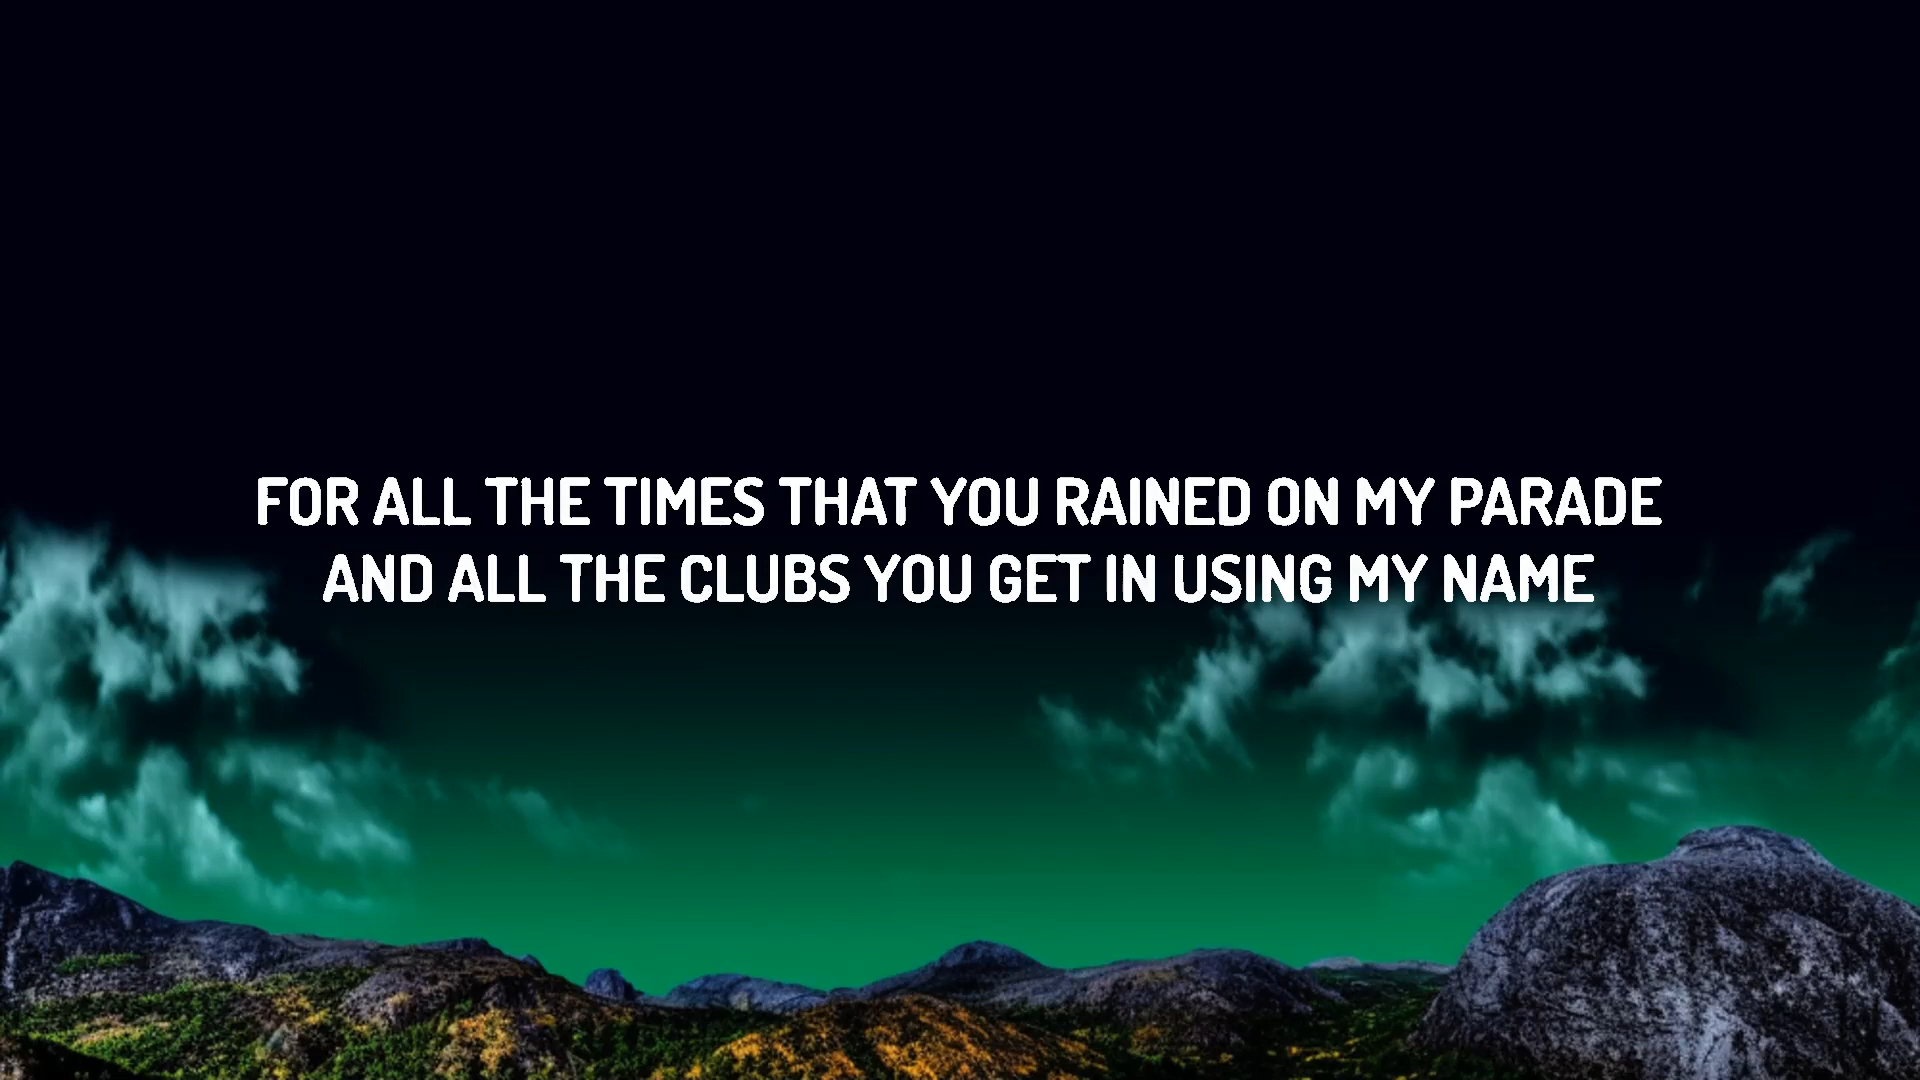 FOR ALL THE TIMES THAT YOU RAINED ON MY PARADE
AND ALL THE CLUBS YOU GET IN USING MY NAME